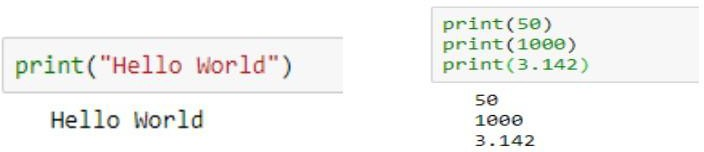 print("Hello World")
Hello World
print(50)
print(1000)
print(3.142)
50
1000
3.142